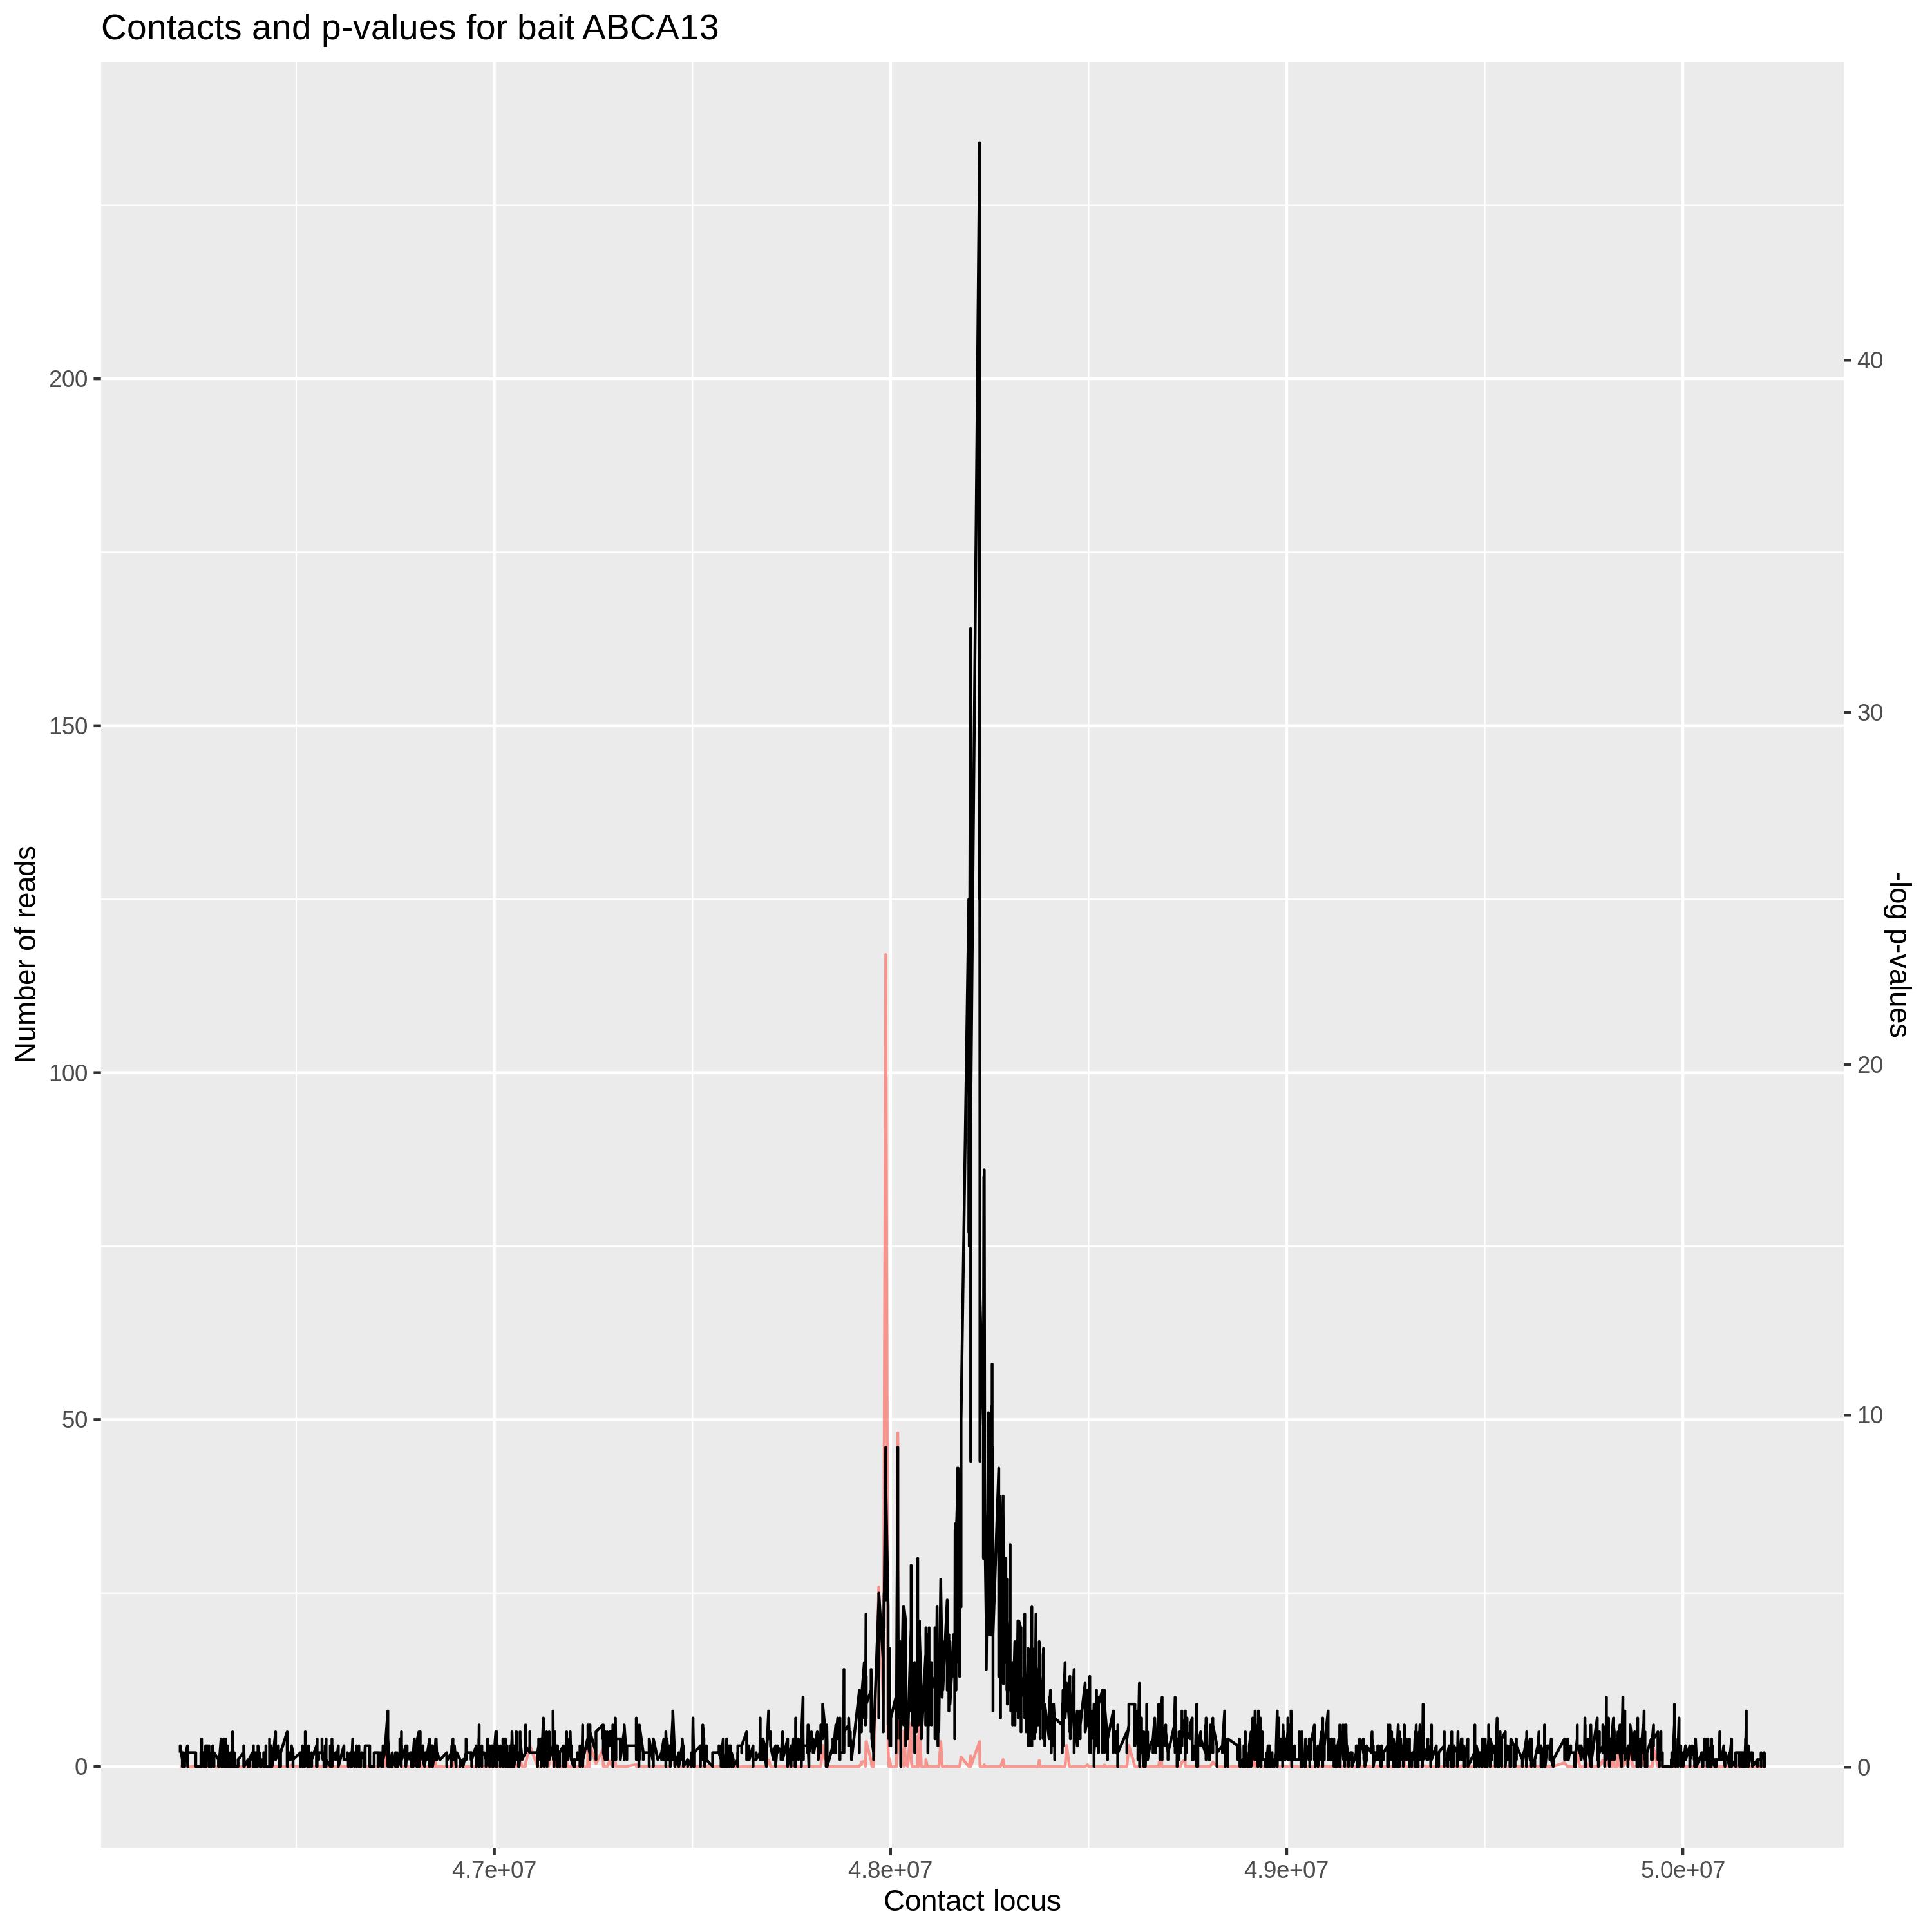 Contacts and p-values for bait ABCA13
200
150
100
50
0
Number of reads
40
30
20
10
0
-log p-values
4.7e+07
4.8e+07
4.9e+07
5.0e+07
Contact locus